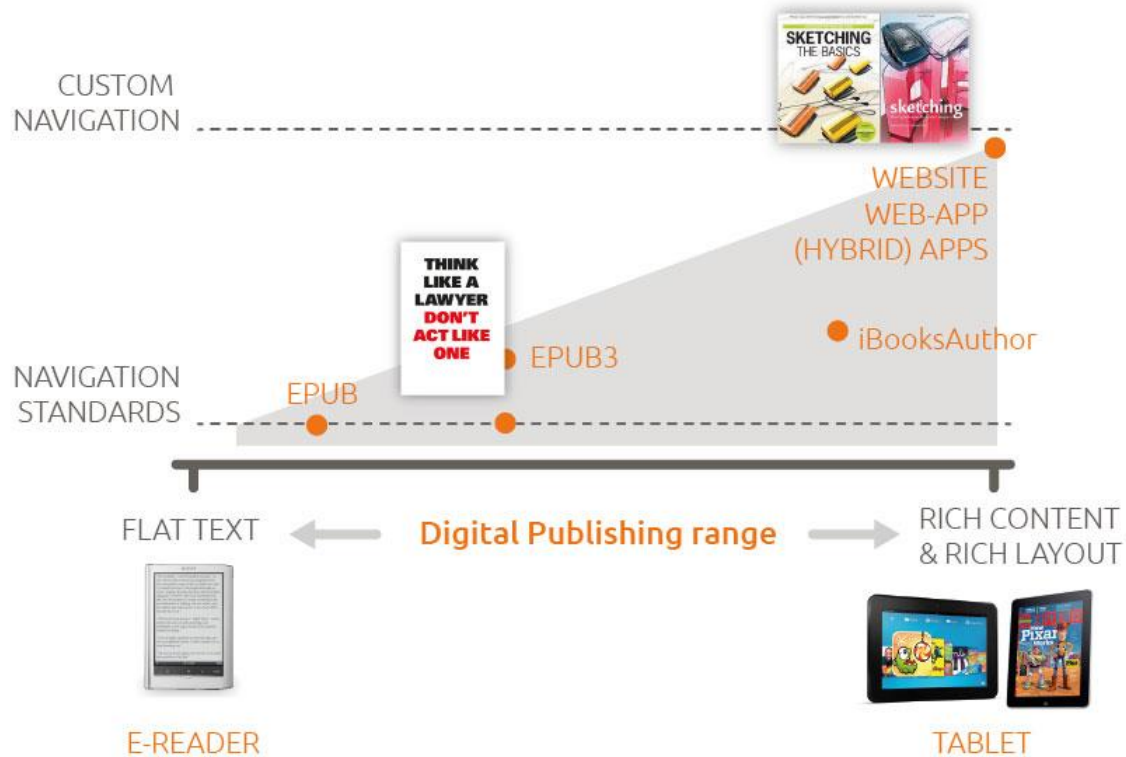 SKETCHING
THE BASICS
sketching
CUSTOM
NAVIGATION
WEBSITE
WEB-APP
(HYBRID) APPS
THINK
LIKE A
LAWYER
DON'T
ACT LIKE
ONE
iBooksAuthor
EPUB3
NAVIGATION
STANDARDS
EPUB
FLAT TEXT
Digital Publishing range
RICH CONTENT
& RICH LAYOUT
Pixar
E-READER
TABLET